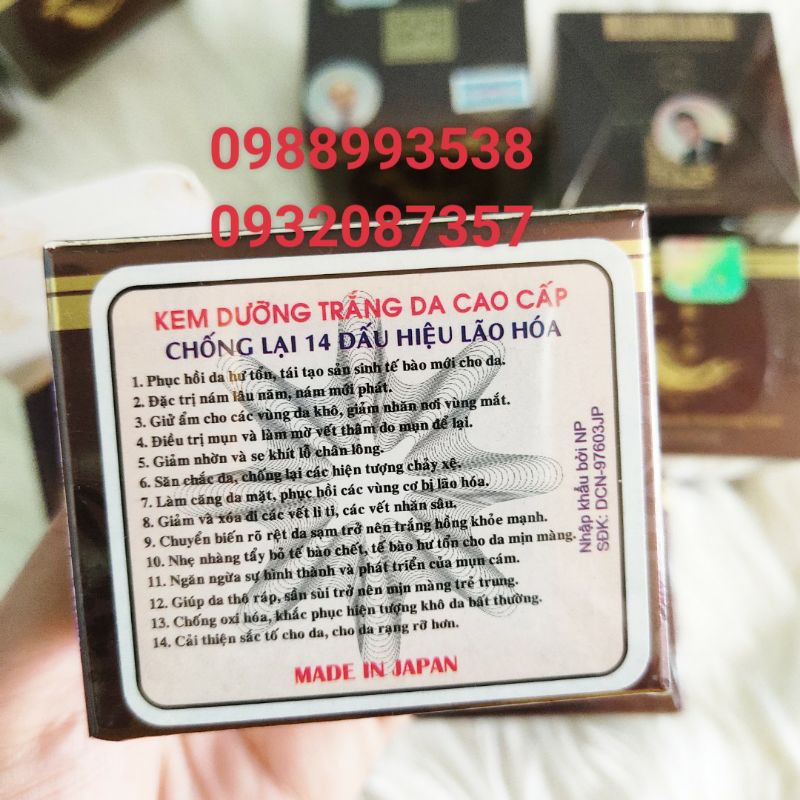 0988993538
0932087357
KEM DƯỠNG TRẮNG DA CAO CẤP
CHỐNG LẠI 14 DẤU HIỆU LÃO HÓA
1. Phục hồi da hư tổn, tái tạo sản sinh tế bào mới cho da.
2. Đặc trị nám lâu năm, nám mới phát.
3. Giữ ẩm cho các vùng da khô, giảm nhăn nơi vùng mắt.
4. Điều trị mụn và làm mờ vết thâm do mụn để lại.
5. Giảm nhờn và se khít lỗ chân lông.
6. Săn chắc da, chống lại các hiện tượng chảy xệ.
7. Làm căng da mặt, phục hồi các vùng cơ bị lão hóa.
8. Giảm và xóa đi các vết li ti, các vết nhăn sâu.
9. Chuyển biến rõ rệt da sạm trở nên trắng hồng khỏe mạnh.
10. Nhẹ nhàng tẩy bỏ tế bào chết, tế bào hư tổn cho da mịn màng.
11. Ngăn ngừa sự hình thành và phát triển của mụn cám.
12. Giúp da thô ráp, sần sùi trở nên mịn màng trẻ trung.
13. Chống oxi hóa, khắc phục hiện tượng khô da bất thường.
14. Cải thiện sắc tố cho da, cho da rạng rỡ hơn.
MADE IN JAPAN
Nhập khẩu bởi NP
SĐK: DCN-97603JP